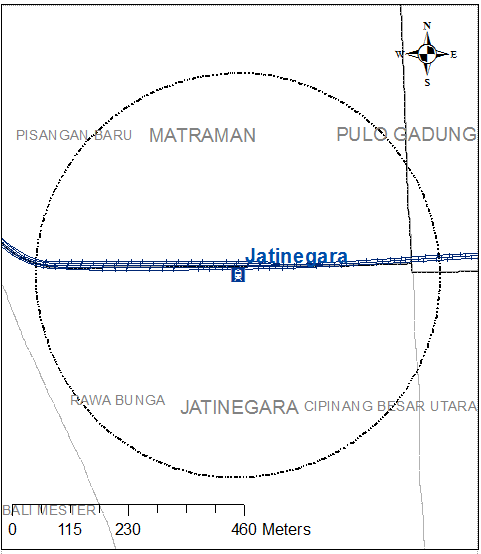 N
W E
S
PISANGAN BARU MATRAMAN PULO GADUNG
Jatinegara
RAWA BUNGA JATINEGARA CIPINANG BESAR UTARA
BALI MESTER
0 115 230 460 Meters